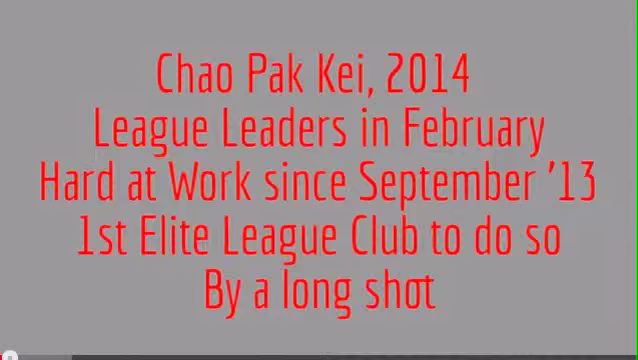 Chao Pak Kei, 2014
League Leaders in February
Hard at Work since September '13
1st Elite League Club to do so
By a long shot